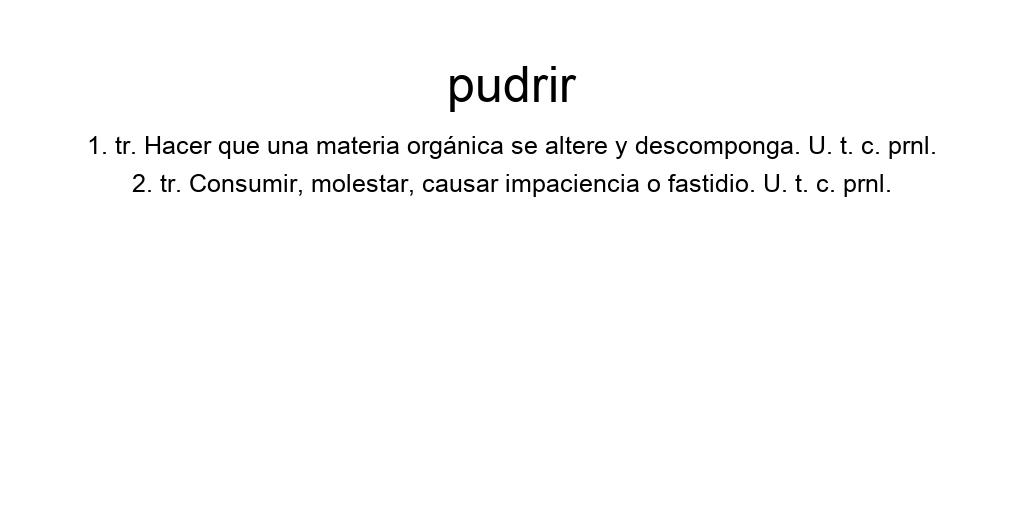 pudrir
1. tr. Hacer que una materia orgánica se altere y descomponga. U. t. c. prnl.
2. tr. Consumir, molestar, causar impaciencia o fastidio. U. t. c. prnl.